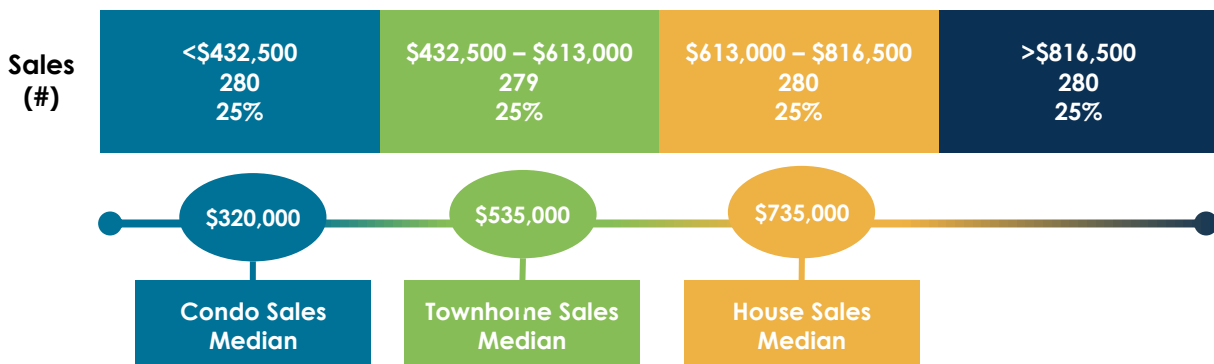 Sales
(#)
<$432,500
280
25%
$432,500 – $613,000
279
25%
$613,000 – $816,500
280
25%
>$816,500
280
25%
$320,000
$535,000
$735,000
Condo Sales
Median
Townhome Sales
Median
House Sales
Median